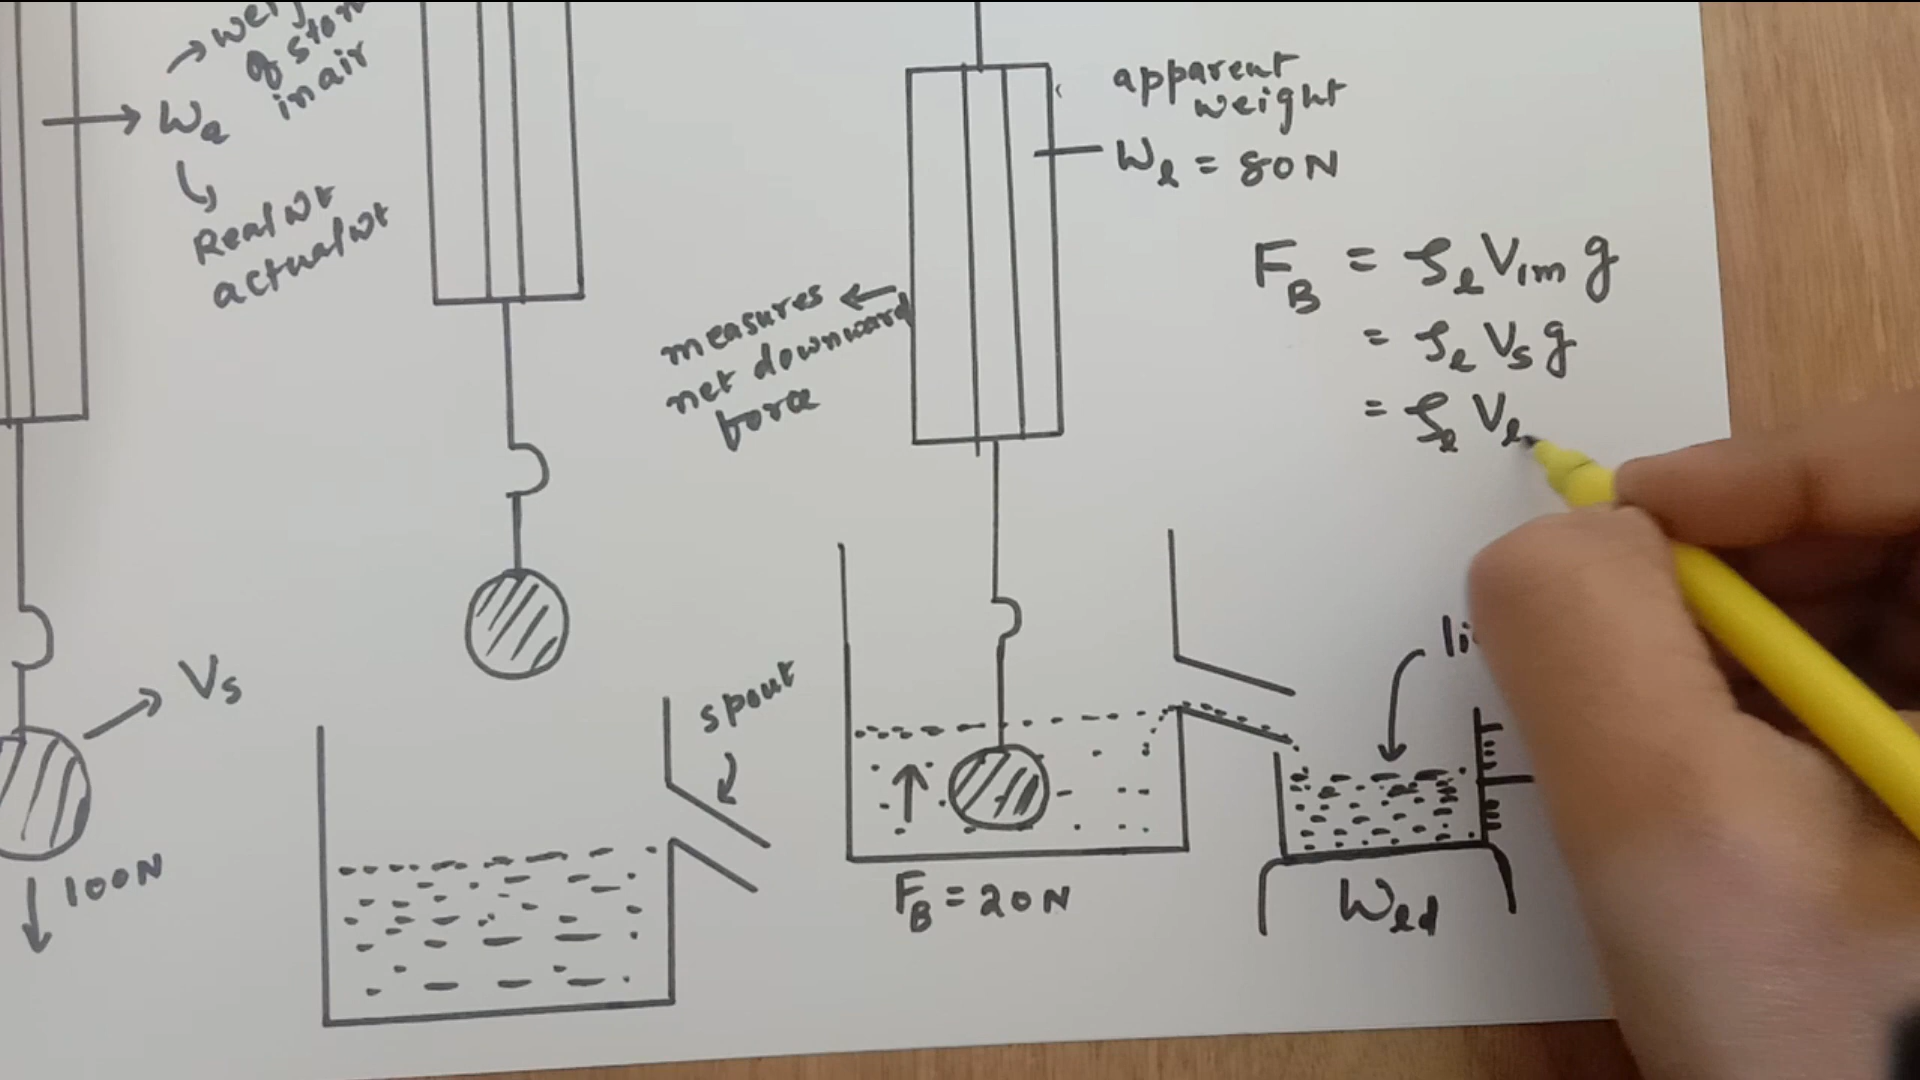 of stone
in air
Wa
Real wt
actual wt
Vs
100N
spout
measures
net downward
force
apparent
weight
Wl = 80N
FB = ρl Vim g
= ρl Vs g
= ρl Vl
FB = 20N
Wld